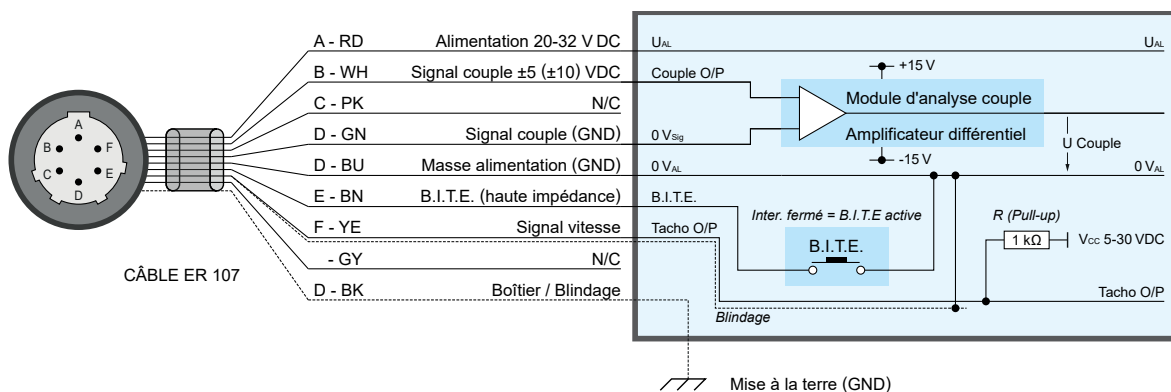 A
B
F
C
E
D
CÂBLE ER 107
A - RD Alimentation 20-32 V DC
B - WH Signal couple ±5 (±10) VDC
C - PK N/C
D - GN Signal couple (GND)
D - BU Masse alimentation (GND)
E - BN B.I.T.E. (haute impédance)
F - YE Signal vitesse
- GY N/C
D - BK Boîtier / Blindage
UAL UAL
Couple O/P
+15 V
Module d'analyse couple
Amplificateur différentiel
-15 V
0 VSig
U Couple
0 VAL 0 VAL
B.I.T.E.
Inter. fermé = B.I.T.E active
B.I.T.E.
R (Pull-up)
1 kΩ
Vcc 5-30 VDC
Tacho O/P
Tacho O/P
Blindage
Mise à la terre (GND)